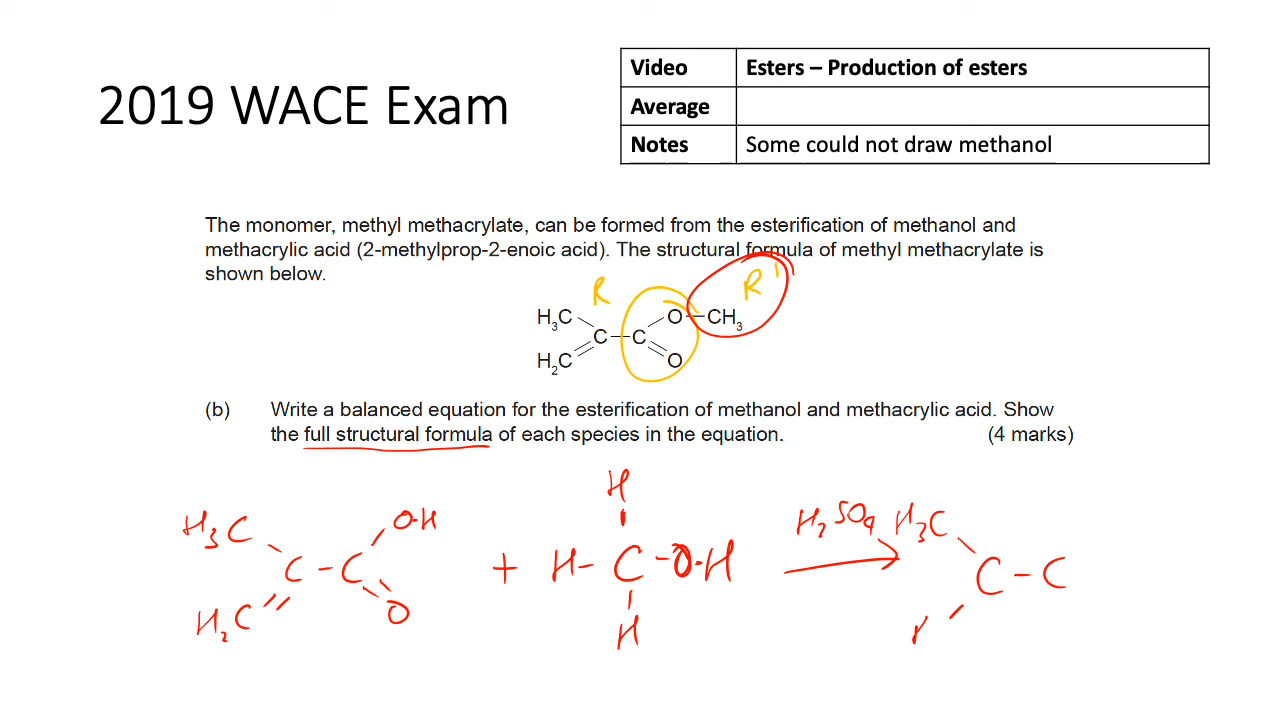 2019 WACE Exam
Video Esters – Production of esters
Average
Notes Some could not draw methanol
The monomer, methyl methacrylate, can be formed from the esterification of methanol and
methacrylic acid (2-methylprop-2-enoic acid). The structural formula of methyl methacrylate is
shown below.
R R'
H₃C O CH₃
C C
H₂C O
(b) Write a balanced equation for the esterification of methanol and methacrylic acid. Show
the full structural formula of each species in the equation. (4 marks)
H
H₃C O-H H₂SO₄ H₃C
C - C + H - C - O-H C - C
H₂C O
H